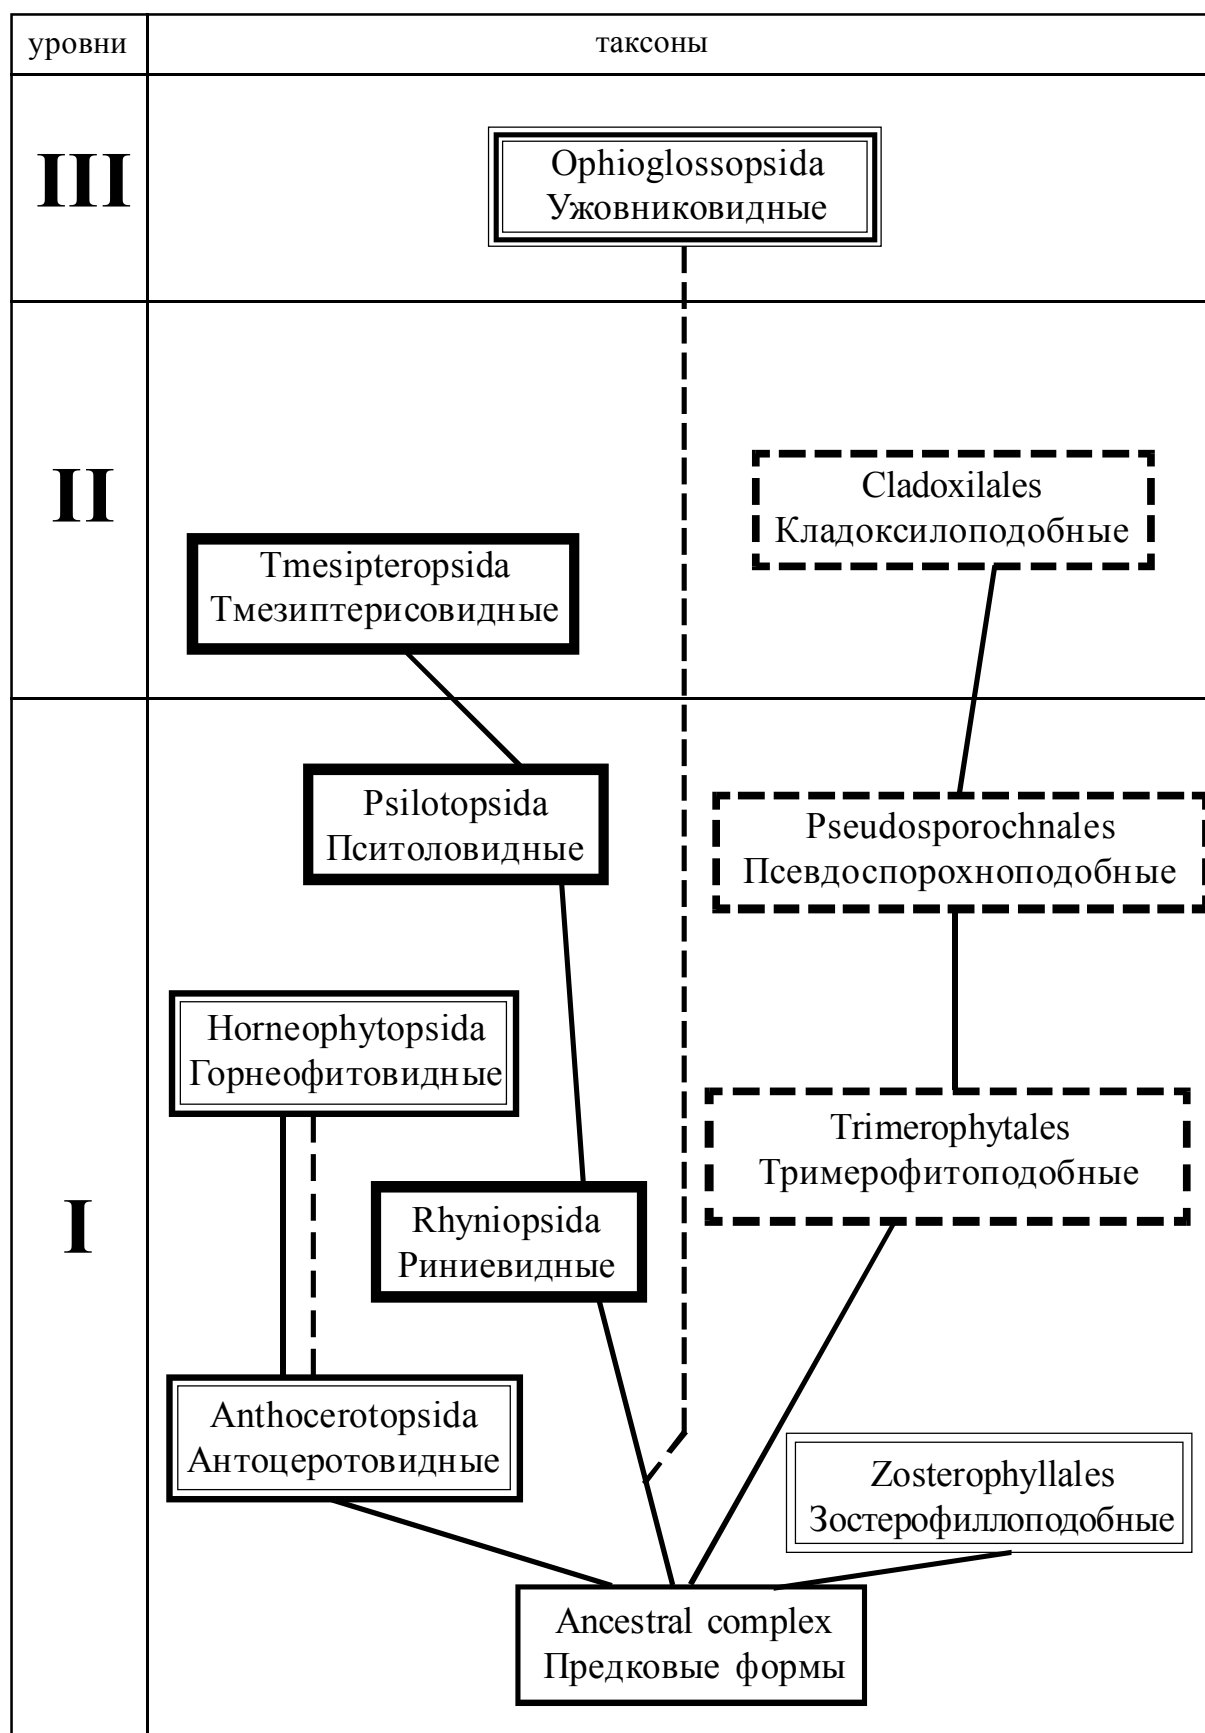 уровни
таксоны
III
Ophioglossopsida
Ужовниковидные
II
Cladoxilales
Кладоксилоподобные
Tmesipteropsida
Тмезиптерисовидные
I
Psilotopsida
Пситоловидные
Pseudosporochnales
Псевдоспорохноподобные
Horneophytopsida
Горнеофитовидные
Trimerophytales
Тримерофитоподобные
Rhyniopsida
Риниевидные
Anthocerotopsida
Антоцеротовидные
Zosterophyllales
Зостерофиллоподобные
Ancestral complex
Предковые формы